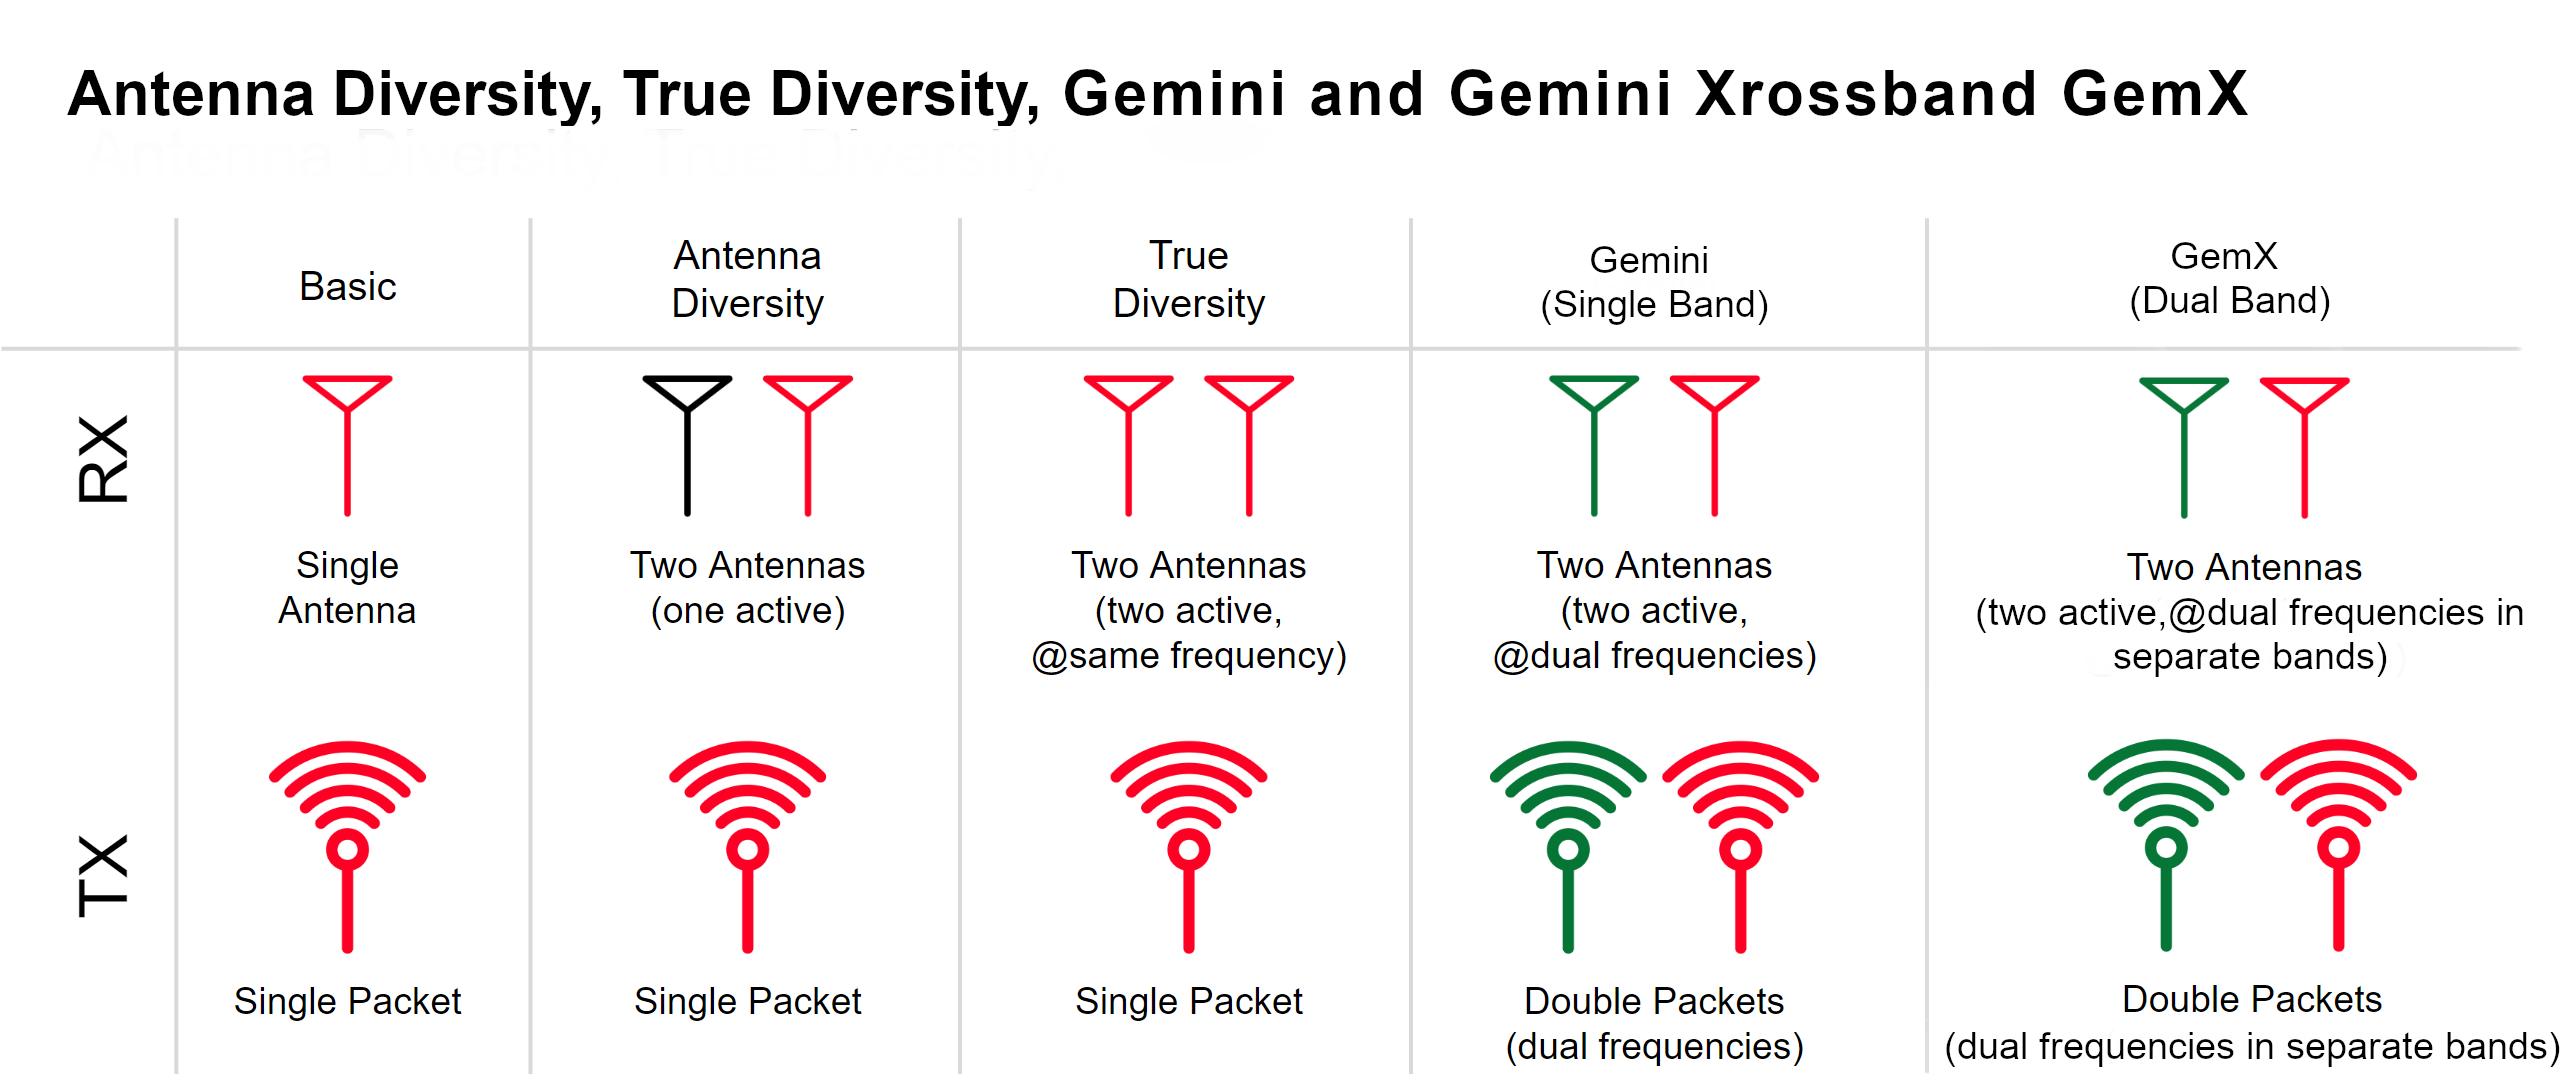 Antenna Diversity, True Diversity, Gemini and Gemini Xrossband GemX
Basic
Antenna
Diversity
True
Diversity
Gemini
(Single Band)
GemX
(Dual Band)
RX
Single
Antenna
Two Antennas
(one active)
Two Antennas
(two active,
@same frequency)
Two Antennas
(two active,
@dual frequencies)
Two Antennas
(two active,@dual frequencies in
separate bands)
TX
Single Packet
Single Packet
Single Packet
Double Packets
(dual frequencies)
Double Packets
(dual frequencies in separate bands)